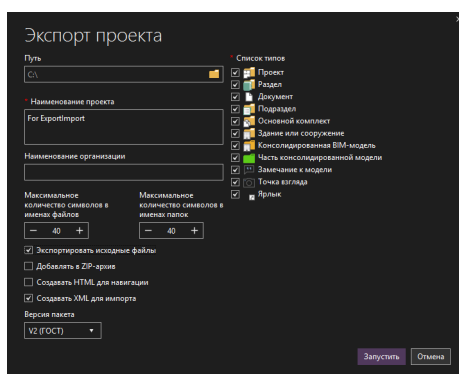 Экспорт проекта
Путь
C:\
* Наименование проекта
For ExportImport
Наименование организации
Максимальное
количество символов в
именах файлов
— 40 +
Максимальное
количество символов в
именах папок
— 40 +
Экспортировать исходные файлы
Добавлять в ZIP-архив
Создавать HTML для навигации
Создавать XML для импорта
Версия пакета
V2 (ГОСТ)
* Список типов
Проект
Раздел
Документ
Подраздел
Основной комплект
Здание или сооружение
Консолидированная BIM-модель
Часть консолидированной модели
Замечание к модели
Точка взгляда
Ярлык
Запустить
Отмена